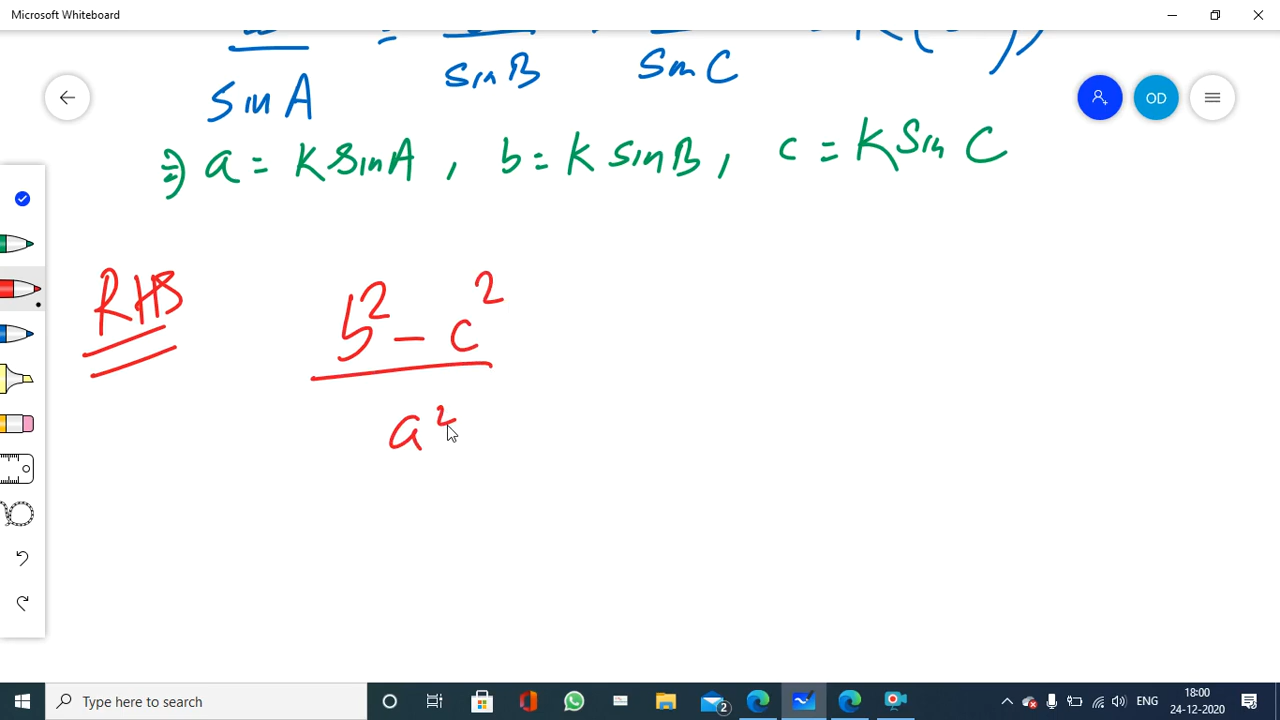 Microsoft Whiteboard
sin A = sin B sin C = K
OD
⇒ a = K sin A , b = K sin B , c = K Sin C
RHS
b² - c²
a²
Type here to search
2
ENG
18:00
24-12-2020